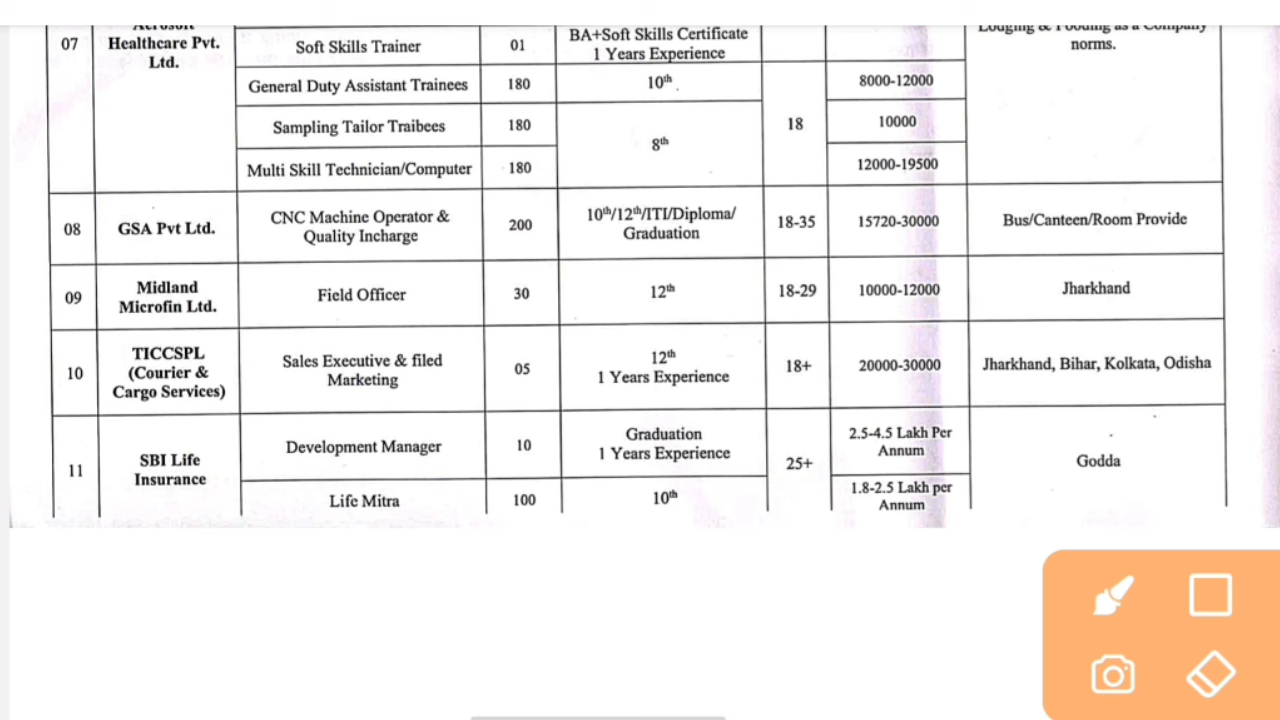 07
Healthcare Pvt.
Ltd.
Soft Skills Trainer
01
BA+Soft Skills Certificate
1 Years Experience
Lodging & Fooding as a Company
norms.
General Duty Assistant Trainees
180
10th
8000-12000
Sampling Tailor Traibees
180
8th
18
10000
Multi Skill Technician/Computer
180
12000-19500
08
GSA Pvt Ltd.
CNC Machine Operator &
Quality Incharge
200
10th/12th/ITI/Diploma/
Graduation
18-35
15720-30000
Bus/Canteen/Room Provide
09
Midland
Microfin Ltd.
Field Officer
30
12th
18-29
10000-12000
Jharkhand
10
TICCSPL
(Courier &
Cargo Services)
Sales Executive & filed
Marketing
05
12th
1 Years Experience
18+
20000-30000
Jharkhand, Bihar, Kolkata, Odisha
11
SBI Life
Insurance
Development Manager
10
Graduation
1 Years Experience
25+
2.5-4.5 Lakh Per
Annum
Godda
Life Mitra
100
10th
1.8-2.5 Lakh per
Annum